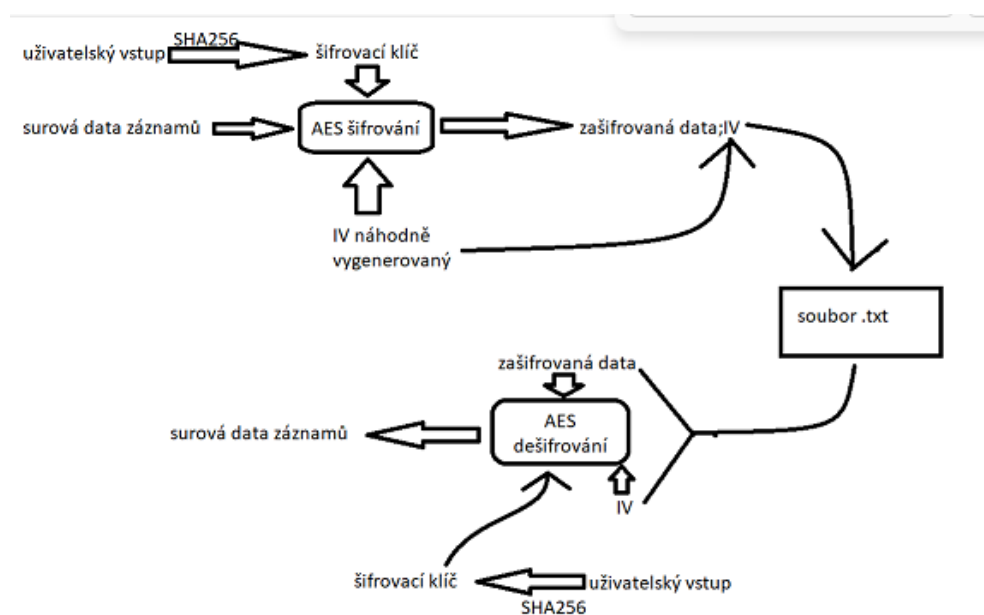 SHA256
uživatelský vstup
šifrovací klíč
surová data záznamů
AES šifrování
zašifrovaná data;IV
IV náhodně
vygenerovaný
soubor .txt
zašifrovaná data
AES
dešifrování
surová data záznamů
IV
šifrovací klíč
uživatelský vstup
SHA256